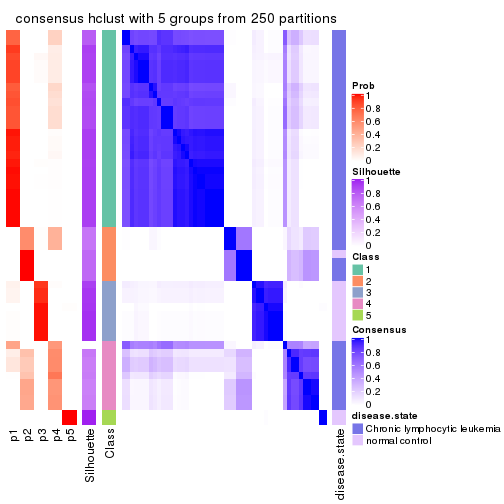 consensus hclust with 5 groups from 250 partitions
Prob
1
0.8
0.6
0.4
0.2
0
Silhouette
1
0.8
0.6
0.4
0.2
0
Class
1
2
3
4
5
Consensus
1
0.8
0.6
0.4
0.2
0
disease.state
Chronic lymphocytic leukemia
normal control
p1
p2
p3
p4
p5
Silhouette
Class
disease.state